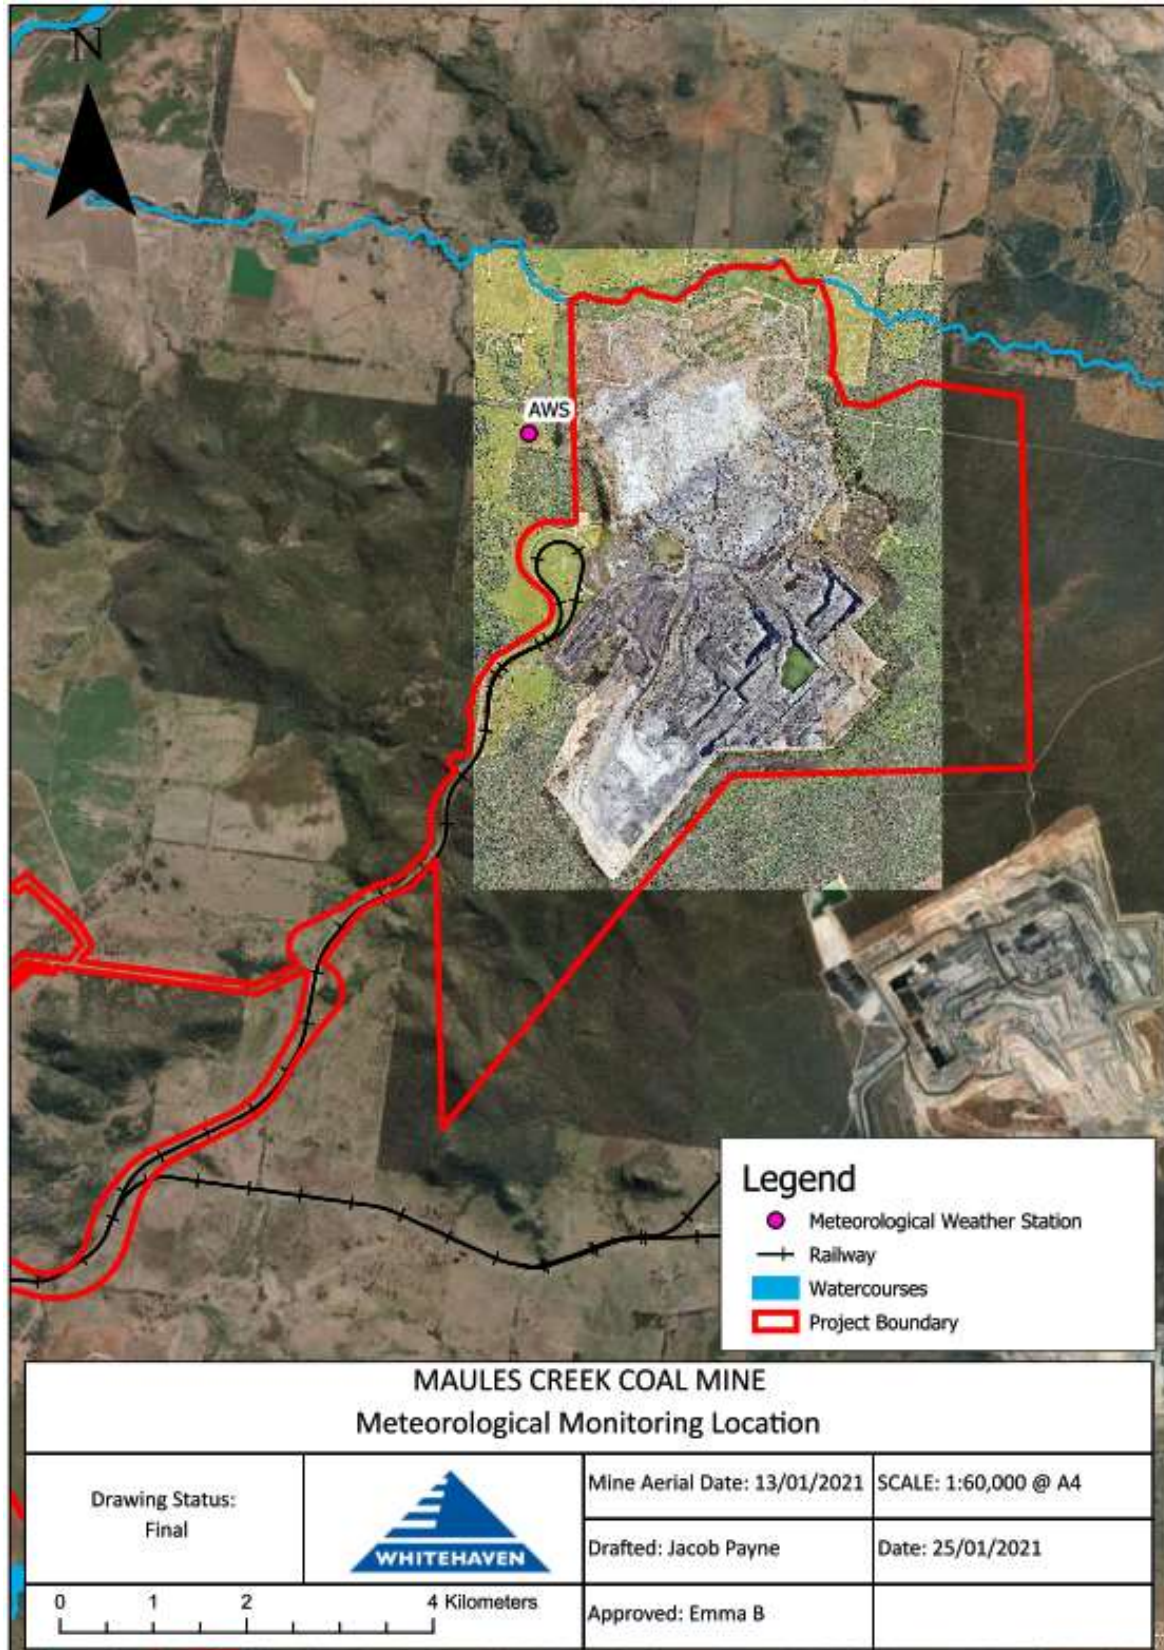 N
AWS
Legend
Meteorological Weather Station
Railway
Watercourses
Project Boundary
MAULES CREEK COAL MINE
Meteorological Monitoring Location
Drawing Status:
Final
WHITEHAVEN
Mine Aerial Date: 13/01/2021
SCALE: 1:60,000 @ A4
Drafted: Jacob Payne
Date: 25/01/2021
0 1 2 4 Kilometers
Approved: Emma B